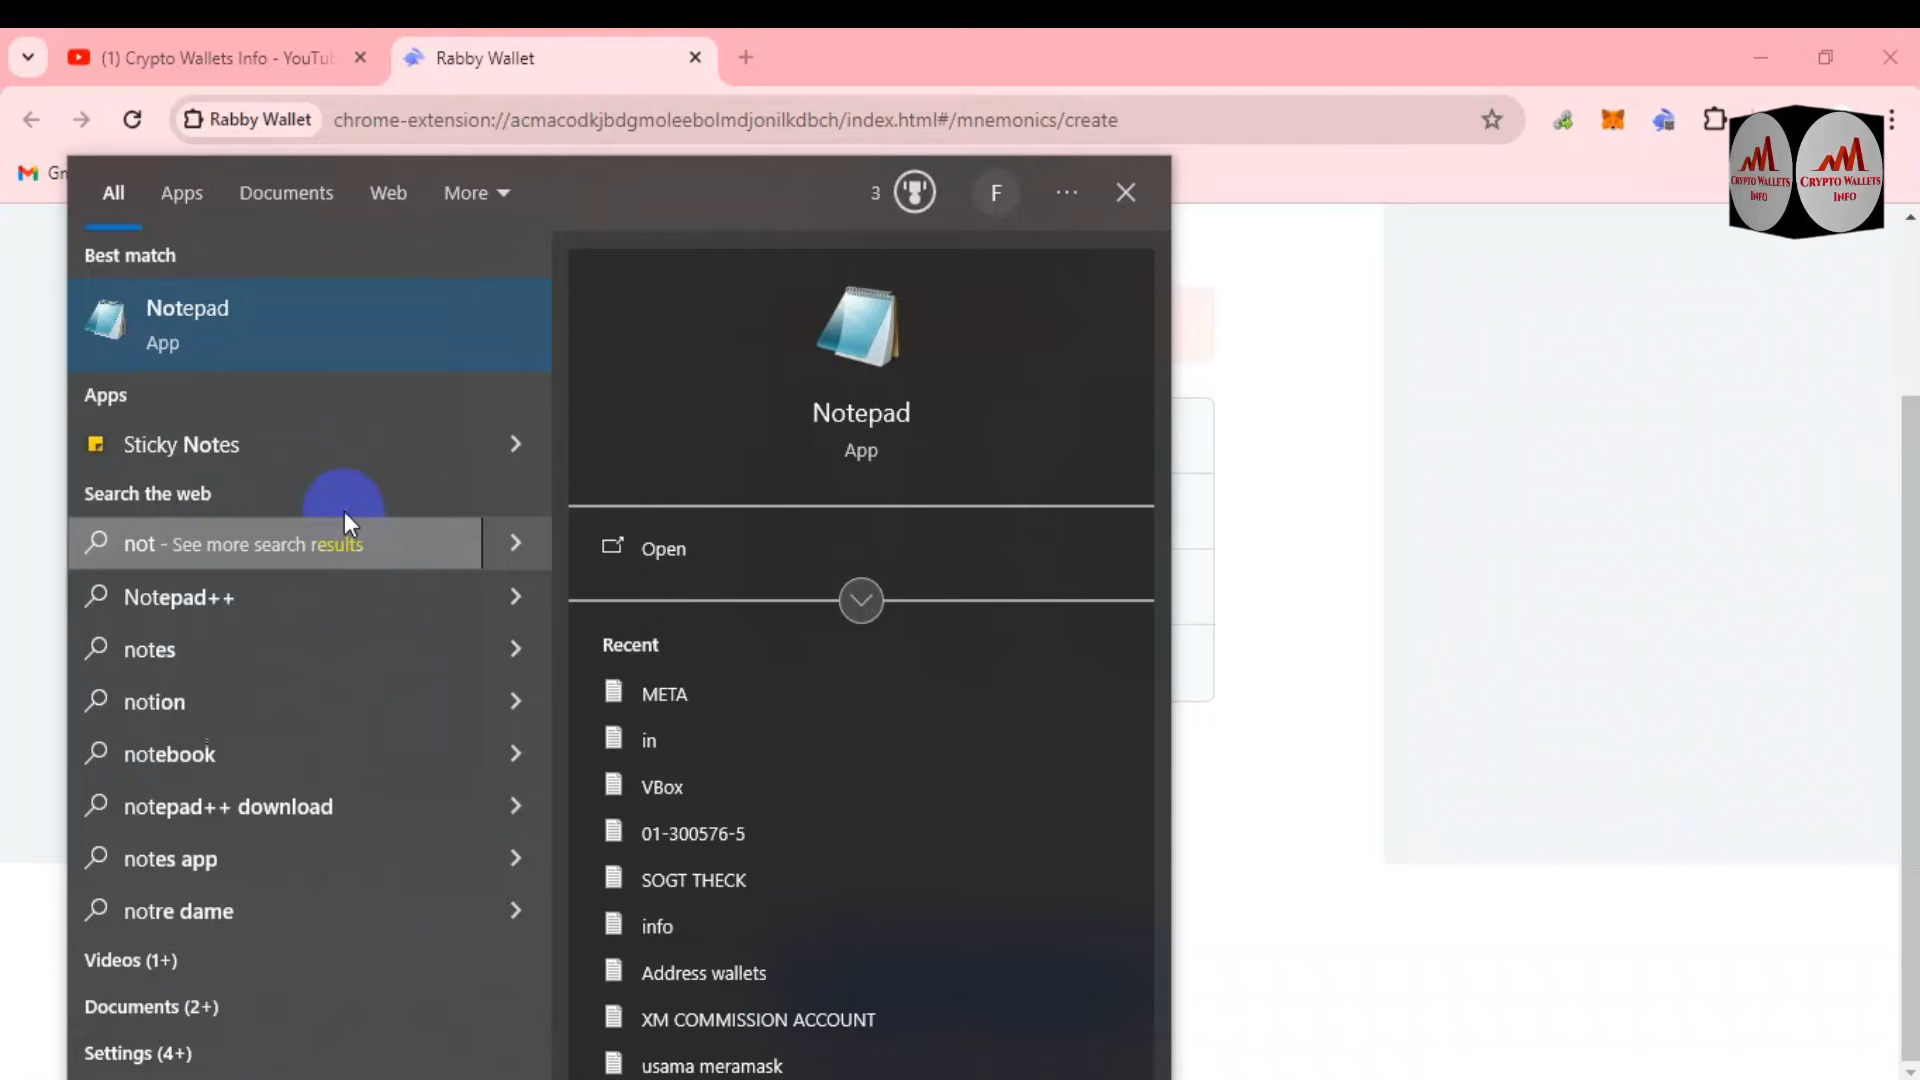 (1) Crypto Wallets Info - YouTu
Rabby Wallet
Rabby Wallet
chrome-extension://acmacodkjbdgmoleebolmdjonilkdbch/index.html#/mnemonics/create
CRYPTO WALLETS
INFO
CRYPTO WALLETS
INFO
All
Apps
Documents
Web
More
3
F
Best match
Notepad
App
Apps
Sticky Notes
Search the web
not - See more search results
Notepad++
notes
notion
notebook
notepad++ download
notes app
notre dame
Videos (1+)
Documents (2+)
Settings (4+)
Notepad
App
Open
Recent
META
in
VBox
01-300576-5
SOGT THECK
info
Address wallets
XM COMMISSION ACCOUNT
usama meramask